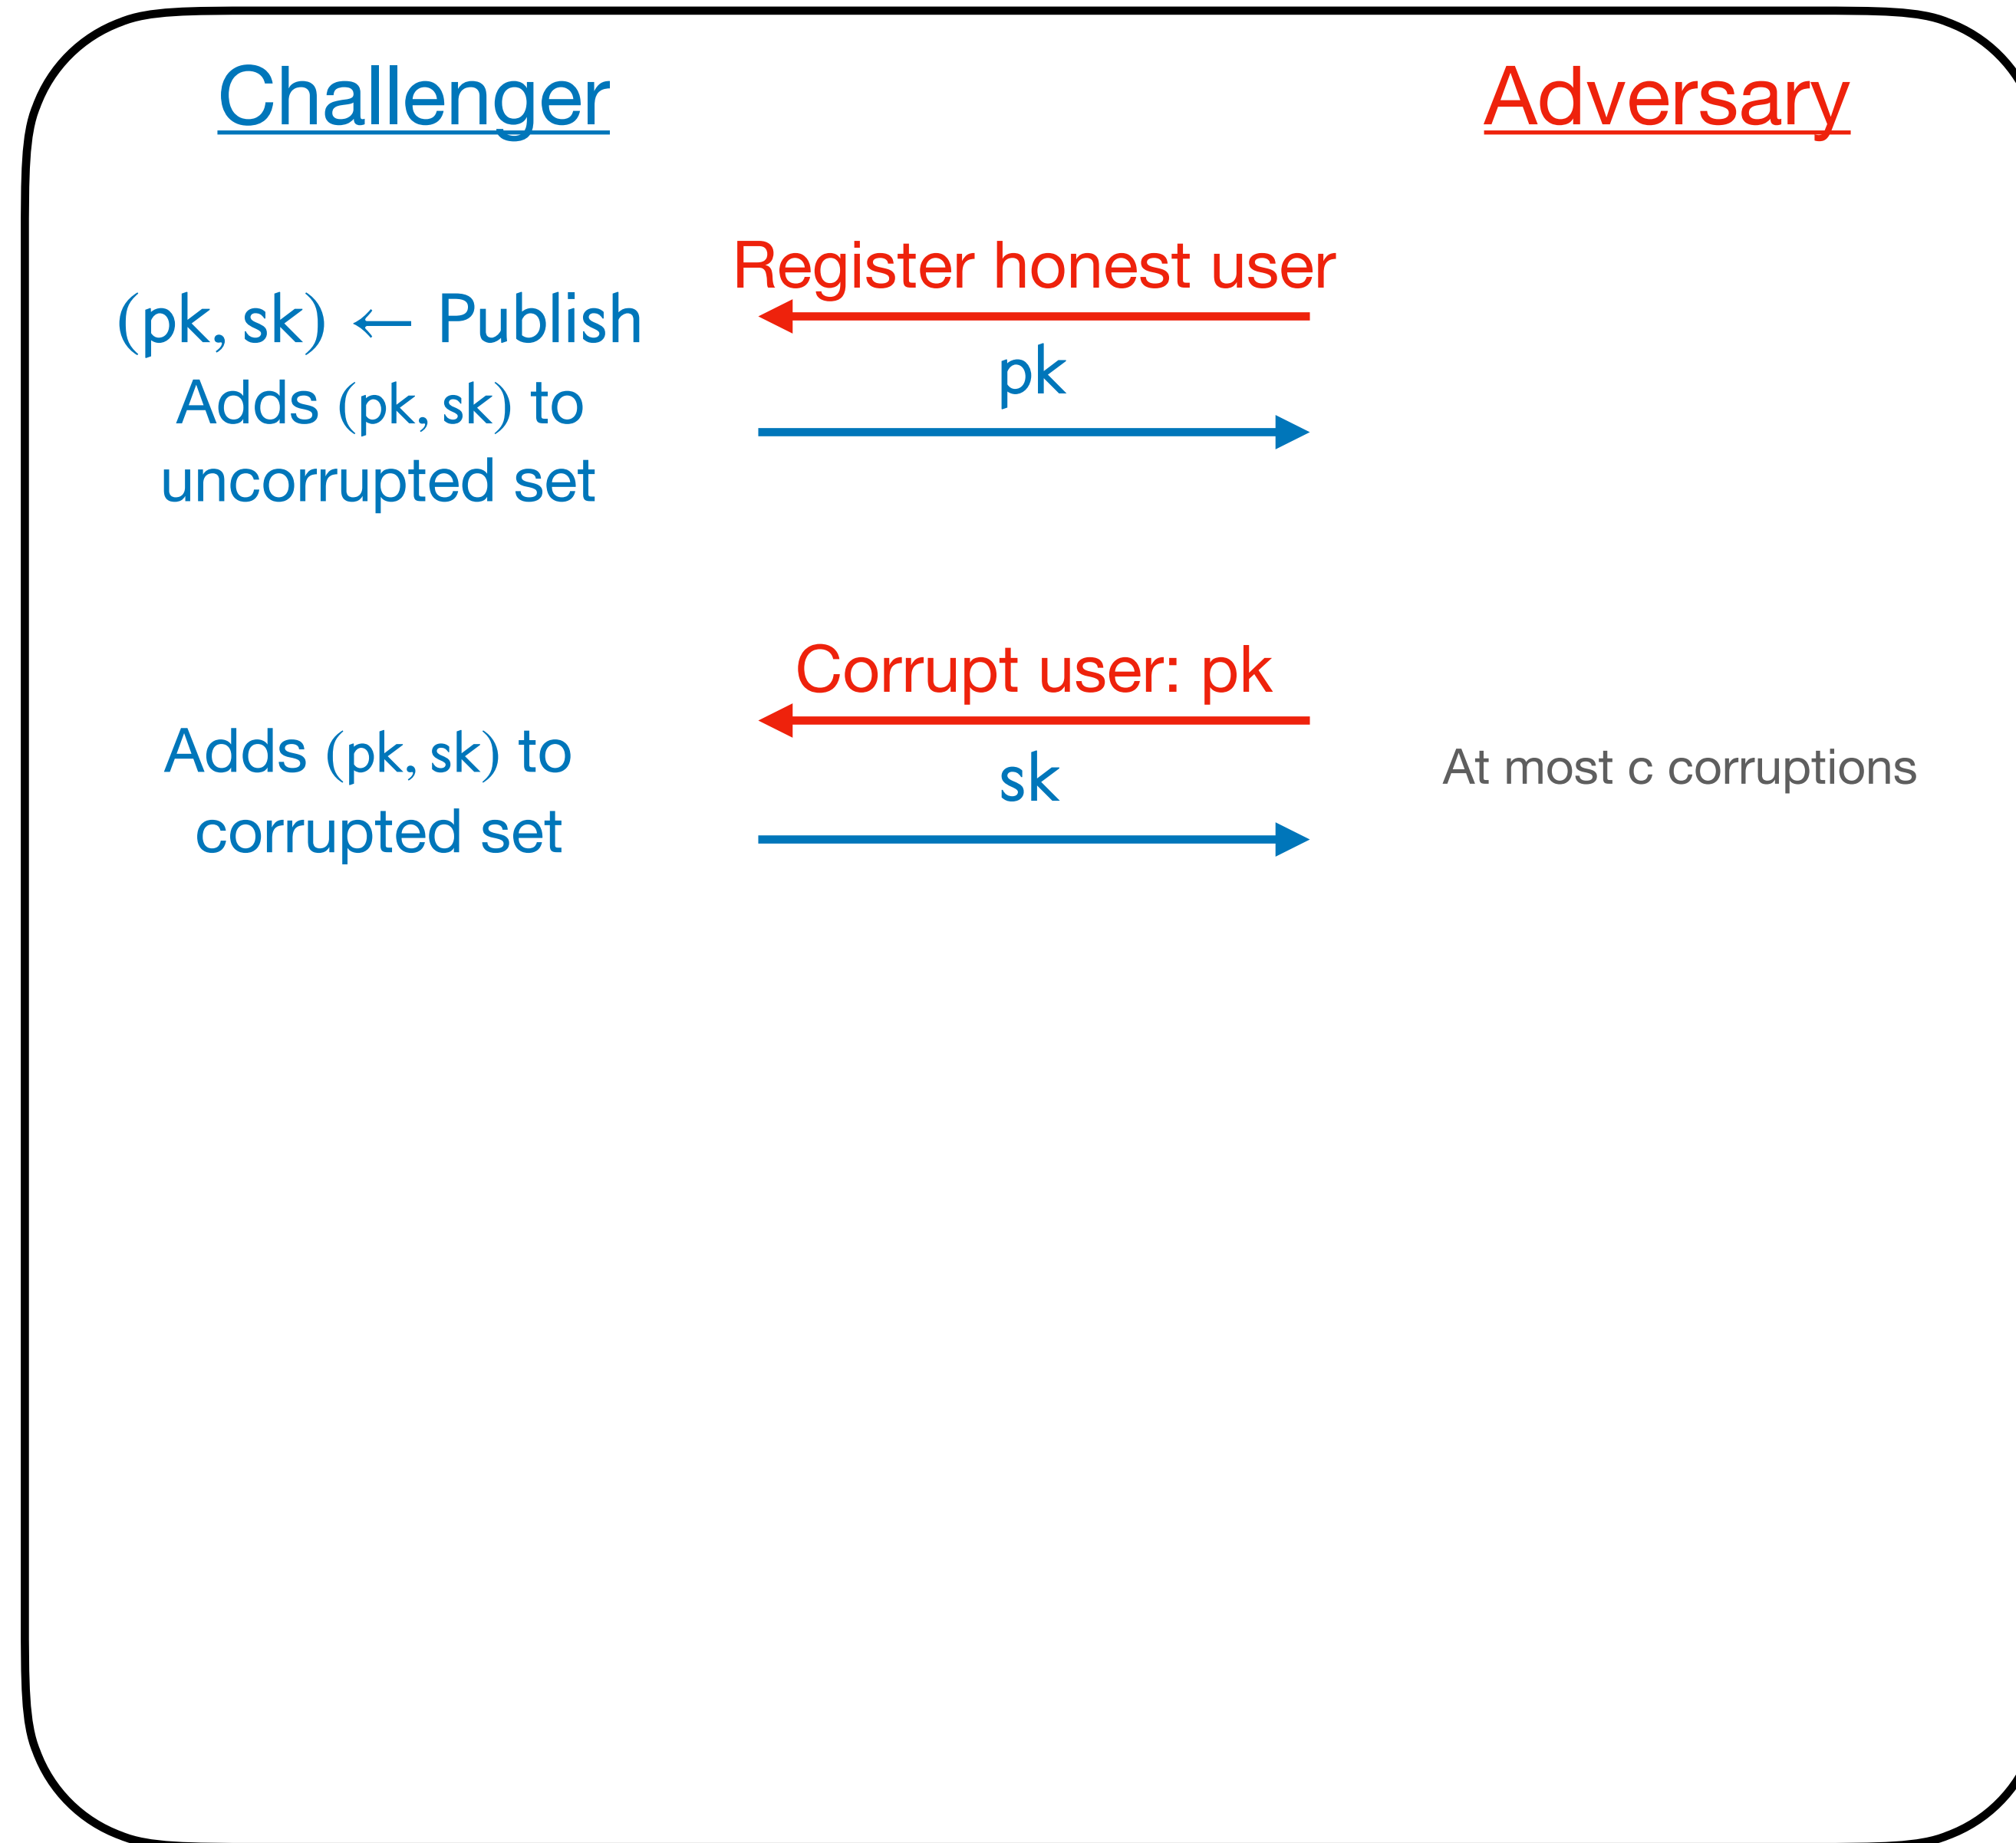 Challenger
Adversary
Register honest user
(pk, sk) ← Publish
pk
Adds (pk, sk) to
uncorrupted set
Corrupt user: pk
Adds (pk, sk) to
sk
At most c corruptions
corrupted set